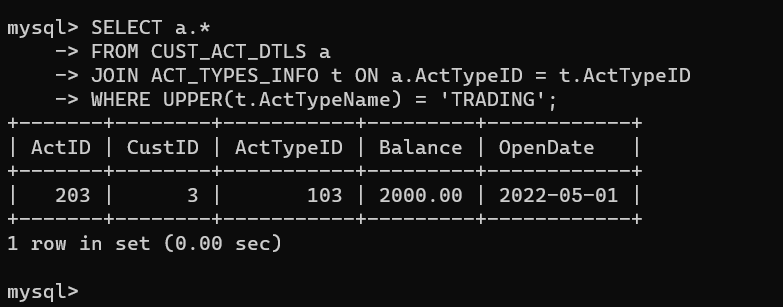 mysql> SELECT a.*
    -> FROM CUST_ACT_DTLS a
    -> JOIN ACT_TYPES_INFO t ON a.ActTypeID = t.ActTypeID
    -> WHERE UPPER(t.ActTypeName) = 'TRADING';
+-------+--------+-----------+---------+------------+
| ActID | CustID | ActTypeID | Balance | OpenDate   |
+-------+--------+-----------+---------+------------+
|   203 |      3 |       103 | 2000.00 | 2022-05-01 |
+-------+--------+-----------+---------+------------+
1 row in set (0.00 sec)

mysql>